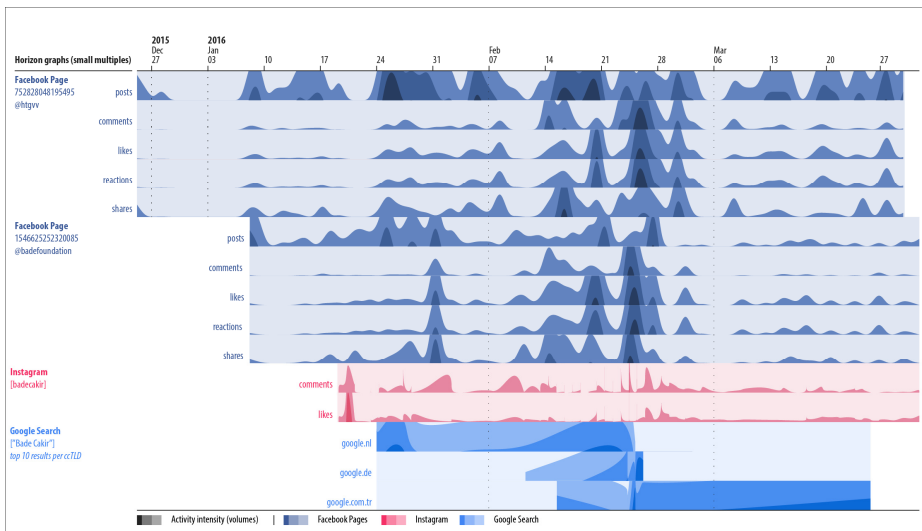 2015
2016
Dec
Jan
Feb
Mar
Horizon graphs (small multiples)
27
03
10
17
24
31
07
14
21
28
06
13
20
27
Facebook Page
752828048195495
@htgvv
posts
comments
likes
reactions
shares
Facebook Page
1546625252320085
@badefoundation
posts
comments
likes
reactions
shares
Instagram
[badecakir]
comments
likes
Google Search
["Bade Cakir"]
top 10 results per ccTLD
google.nl
google.de
google.com.tr
Activity intensity (volumes)
Facebook Pages
Instagram
Google Search